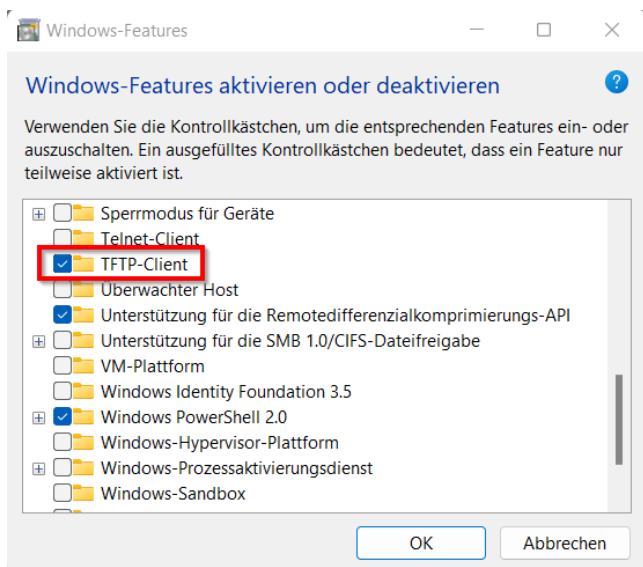 Windows-Features
Windows-Features aktivieren oder deaktivieren
?
Verwenden Sie die Kontrollkästchen, um die entsprechenden Features ein- oder
auszuschalten. Ein ausgefülltes Kontrollkästchen bedeutet, dass ein Feature nur
teilweise aktiviert ist.
Sperrmodus für Geräte
Telnet-Client
TFTP-Client
Überwachter Host
Unterstützung für die Remotedifferenzialkomprimierungs-API
Unterstützung für die SMB 1.0/CIFS-Dateifreigabe
VM-Plattform
Windows Identity Foundation 3.5
Windows PowerShell 2.0
Windows-Hypervisor-Plattform
Windows-Prozessaktivierungsdienst
Windows-Sandbox
OK
Abbrechen